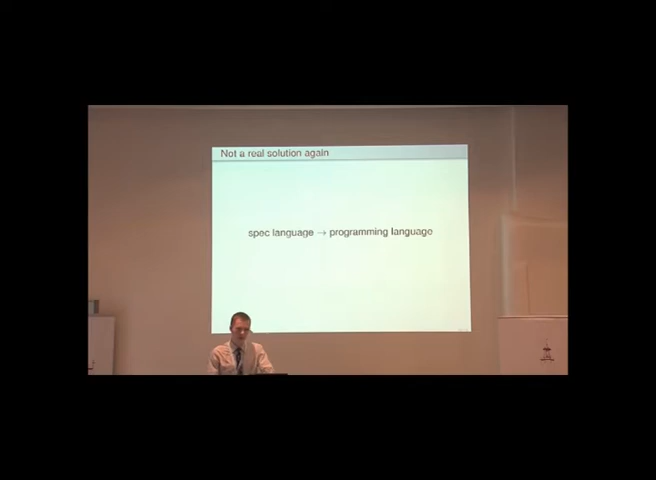 Not a real solution again
spec language → programming language